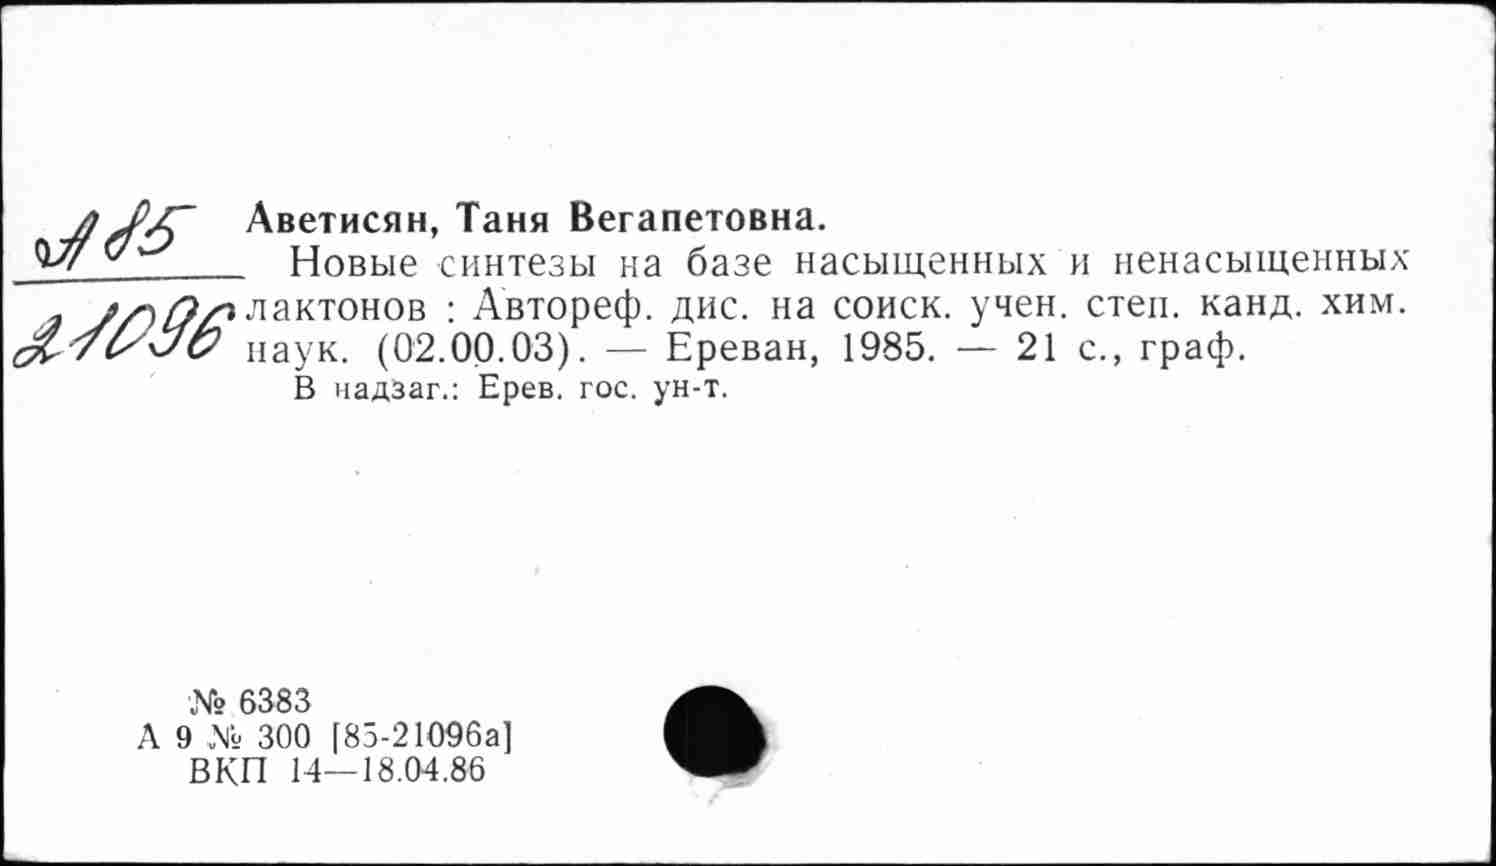 А85
21096
Аветисян, Таня Вегапетовна.
Новые синтезы на базе насыщенных и ненасыщенных
лактонов : Автореф. дис. на соиск. учен. степ. канд. хим.
наук. (02.00.03). — Ереван, 1985. — 21 с., граф.
В надзаг.: Ерев. гос. ун-т.
№ 6383
А 9 № 300 [85-21096а]
ВКП 14—18.04.86